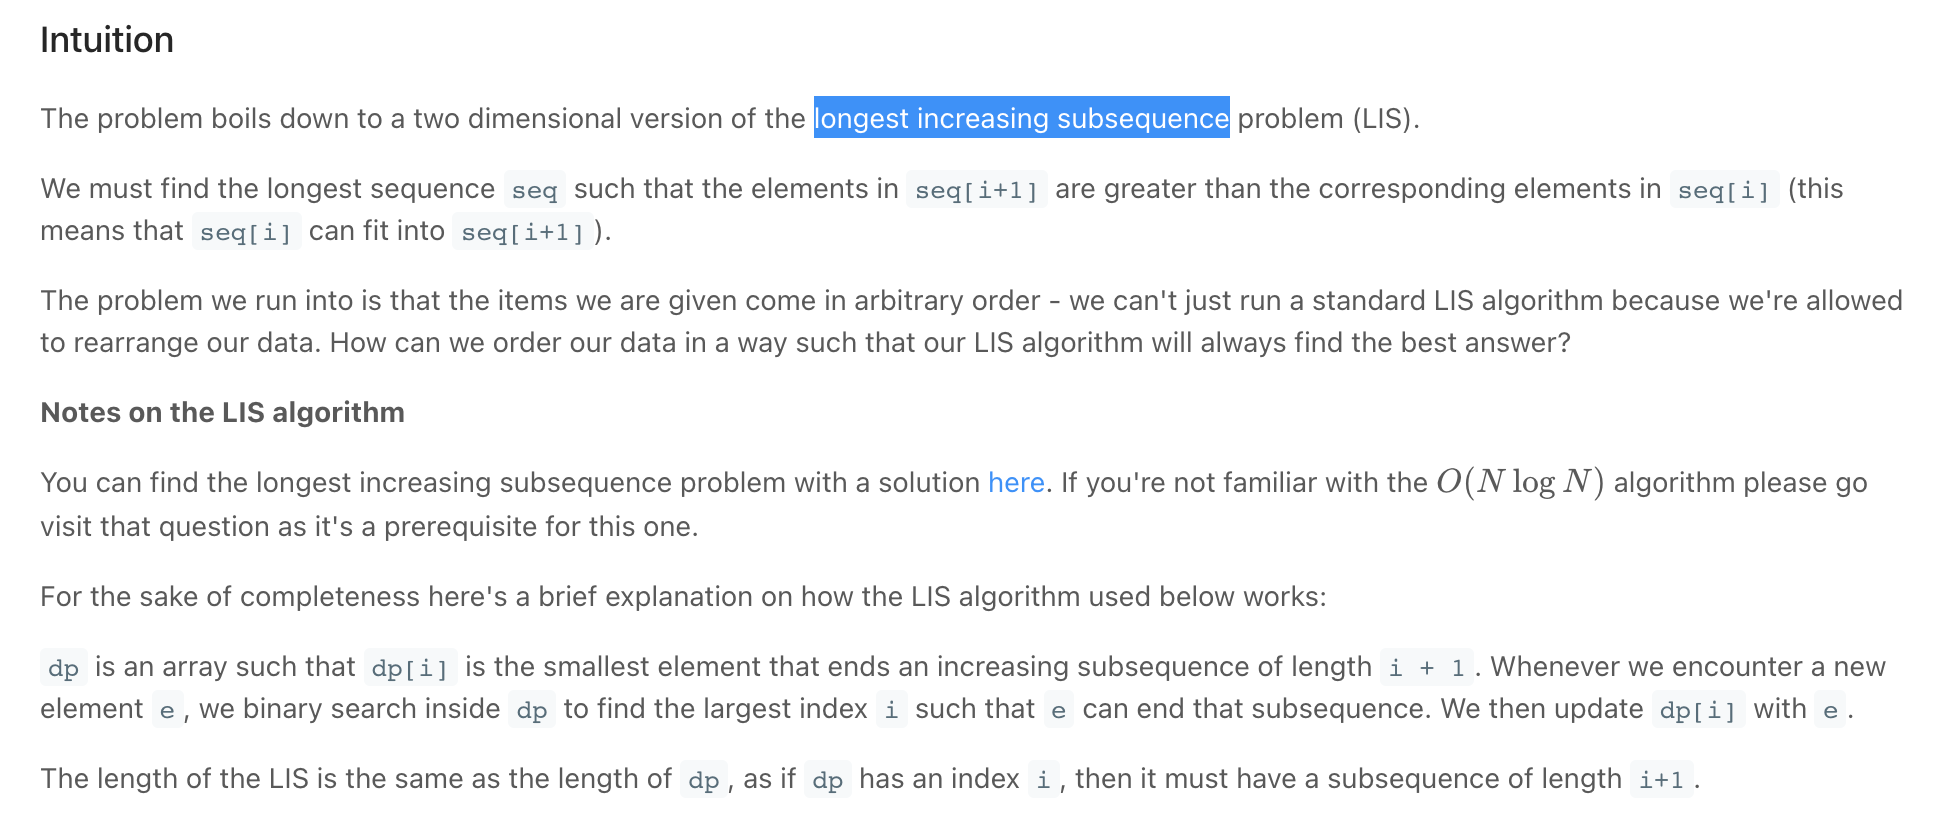 Intuition
The problem boils down to a two dimensional version of the longest increasing subsequence problem (LIS).
We must find the longest sequence seq such that the elements in seq[i+1] are greater than the corresponding elements in seq[i] (this
means that seq[i] can fit into seq[i+1] ).
The problem we run into is that the items we are given come in arbitrary order - we can't just run a standard LIS algorithm because we're allowed
to rearrange our data. How can we order our data in a way such that our LIS algorithm will always find the best answer?
Notes on the LIS algorithm
You can find the longest increasing subsequence problem with a solution here. If you're not familiar with the O(N log N) algorithm please go
visit that question as it's a prerequisite for this one.
For the sake of completeness here's a brief explanation on how the LIS algorithm used below works:
dp is an array such that dp[i] is the smallest element that ends an increasing subsequence of length i + 1. Whenever we encounter a new
element e, we binary search inside dp to find the largest index i such that e can end that subsequence. We then update dp[i] with e.
The length of the LIS is the same as the length of dp, as if dp has an index i, then it must have a subsequence of length i+1.